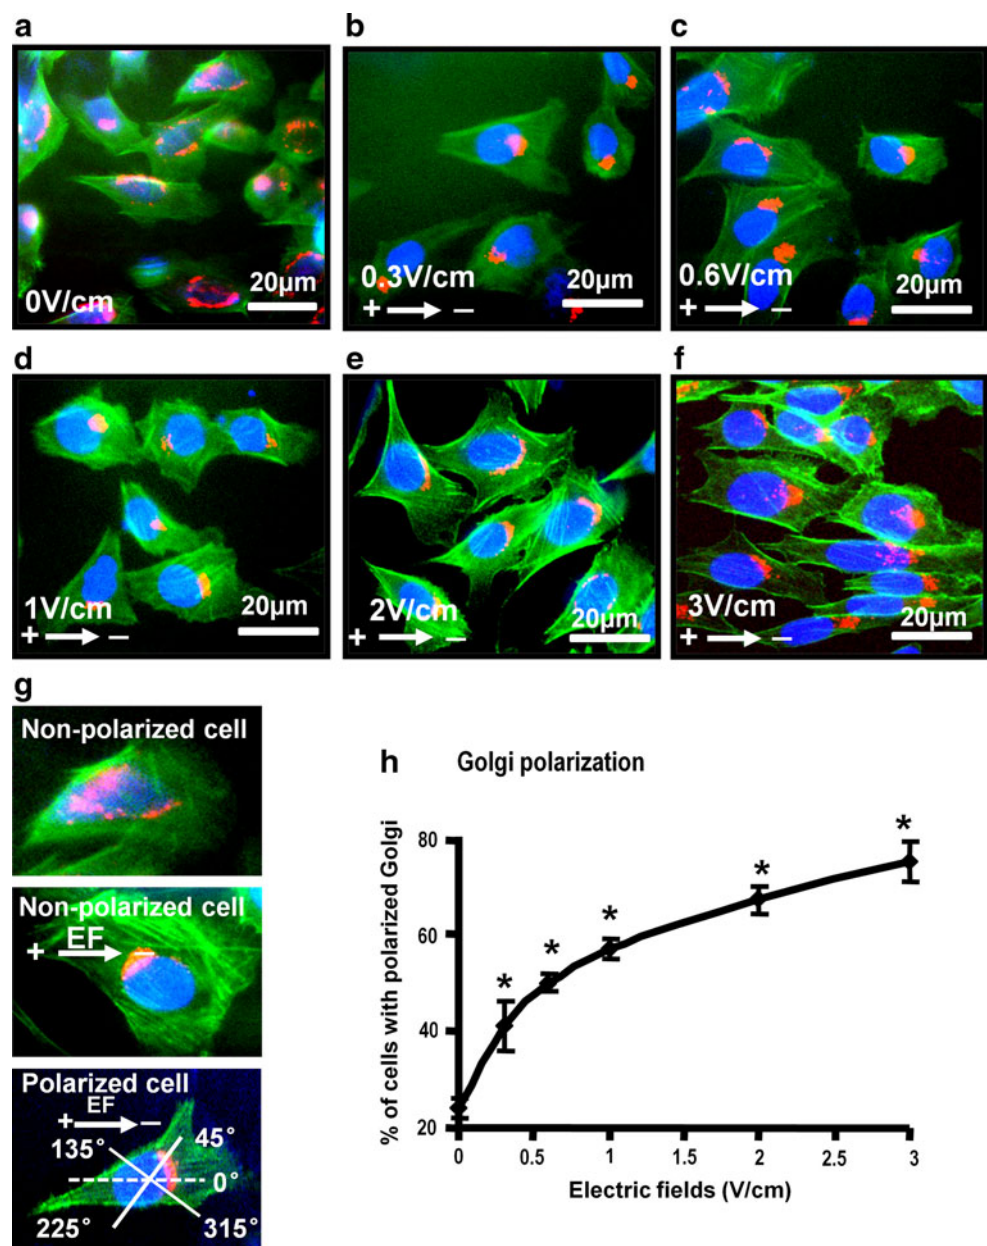 a
b
c
0V/cm
20µm
0.3V/cm
20µm
+ –
0.6V/cm
20µm
+ –
d
e
f
1V/cm
20µm
+ –
2V/cm
20µm
+ –
3V/cm
20µm
+ –
g
Non-polarized cell
Non-polarized cell
EF
+ –
Polarized cell
EF
+ –
135°
45°
0°
225°
315°
h Golgi polarization
% of cells with polarized Golgi
80
60
40
20
* * * * *
0 0.5 1 1.5 2 2.5 3
Electric fields (V/cm)